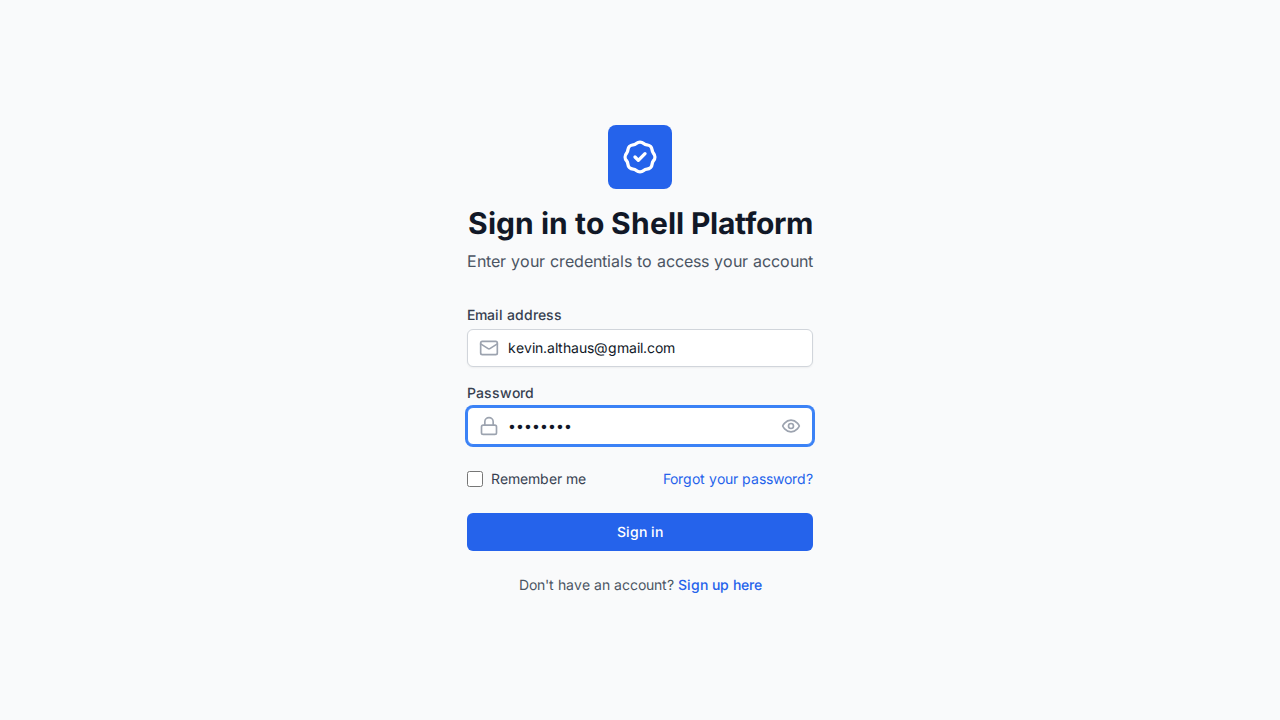 Sign in to Shell Platform
Enter your credentials to access your account
Email address
kevin.althaus@gmail.com
Password
••••••••
Remember me
Forgot your password?
Sign in
Don't have an account? Sign up here